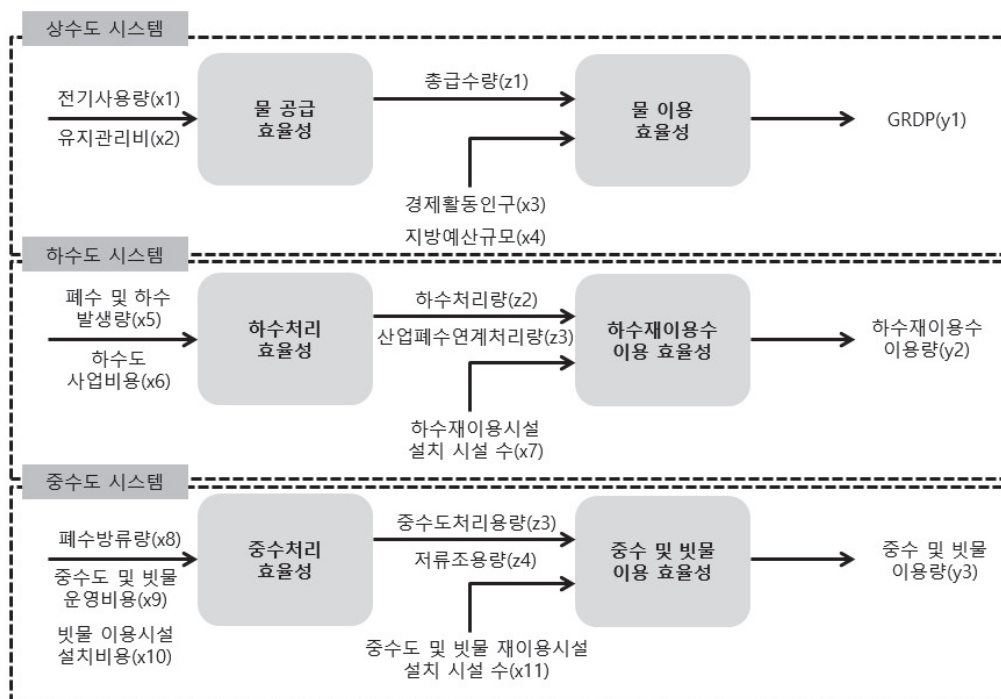 상수도 시스템
전기사용량(x1)
유지관리비(x2)
물 공급
효율성
총급수량(z1)
경제활동인구(x3)
지방예산규모(x4)
물 이용
효율성
GRDP(y1)
하수도 시스템
폐수 및 하수
발생량(x5)
하수도
사업비용(x6)
하수처리
효율성
하수처리량(z2)
산업폐수연계처리량(z3)
하수재이용시설
설치 시설 수(x7)
하수재이용수
이용 효율성
하수재이용수
이용량(y2)
중수도 시스템
폐수방류량(x8)
중수도 및 빗물
운영비용(x9)
빗물 이용시설
설치비용(x10)
중수처리
효율성
중수도처리용량(z3)
저류조용량(z4)
중수도 및 빗물 재이용시설
설치 시설 수(x11)
중수 및 빗물
이용 효율성
중수 및 빗물
이용량(y3)